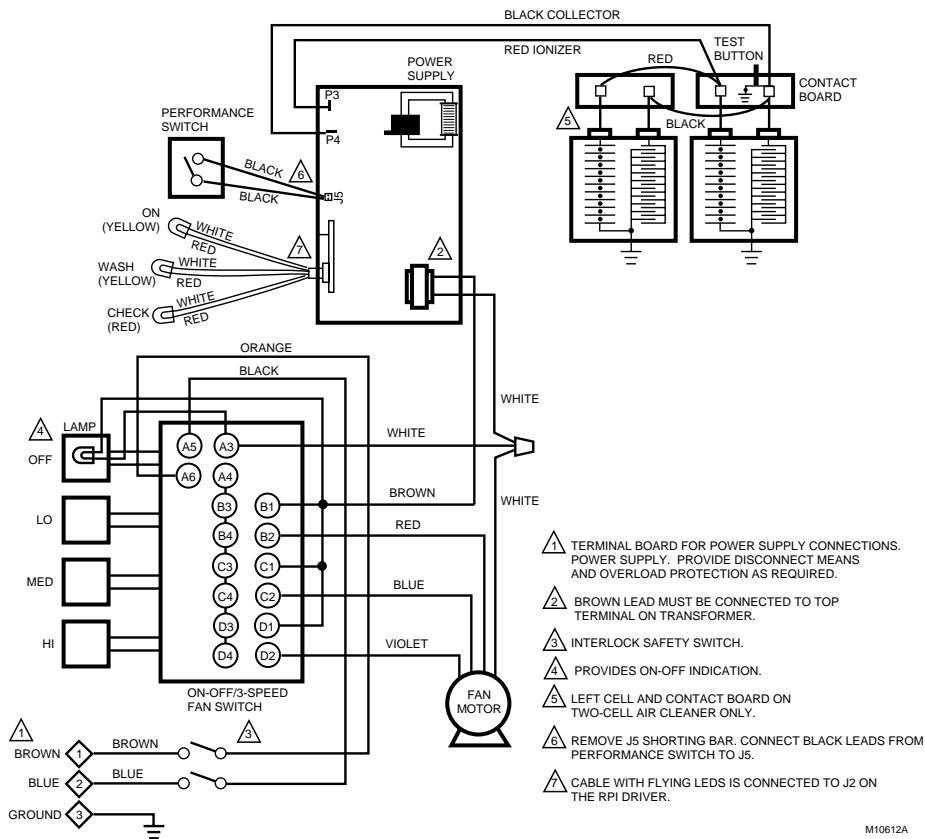 BLACK COLLECTOR
RED IONIZER
TEST
BUTTON
POWER
SUPPLY
RED
CONTACT
BOARD
P3
P4
PERFORMANCE
SWITCH
BLACK
5
BLACK
6
BLACK
J5
ON
(YELLOW)
WHITE
RED
7
2
WASH
(YELLOW)
WHITE
RED
CHECK
(RED)
WHITE
RED
ORANGE
BLACK
WHITE
4
LAMP
OFF
A5
A3
WHITE
A6
A4
LO
B3
B1
BROWN
WHITE
B4
B2
RED
MED
C3
C1
C4
C2
BLUE
HI
D3
D1
D4
D2
VIOLET
ON-OFF/3-SPEED
FAN SWITCH
FAN
MOTOR
1
3
BROWN
1
BROWN
BLUE
2
BLUE
GROUND
3
1 TERMINAL BOARD FOR POWER SUPPLY CONNECTIONS.
POWER SUPPLY. PROVIDE DISCONNECT MEANS
AND OVERLOAD PROTECTION AS REQUIRED.
2 BROWN LEAD MUST BE CONNECTED TO TOP
TERMINAL ON TRANSFORMER.
3 INTERLOCK SAFETY SWITCH.
4 PROVIDES ON-OFF INDICATION.
5 LEFT CELL AND CONTACT BOARD ON
TWO-CELL AIR CLEANER ONLY.
6 REMOVE J5 SHORTING BAR. CONNECT BLACK LEADS FROM
PERFORMANCE SWITCH TO J5.
7 CABLE WITH FLYING LEDS IS CONNECTED TO J2 ON
THE RPI DRIVER.
M10612A